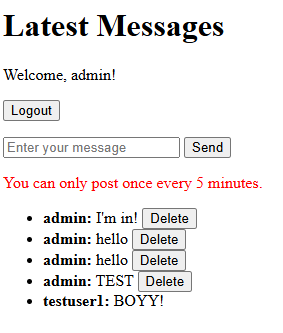 Latest Messages
Welcome, admin!
Logout
Enter your message Send
You can only post once every 5 minutes.
admin: I'm in! Delete
admin: hello Delete
admin: hello Delete
admin: TEST Delete
testuser1: BOYY!